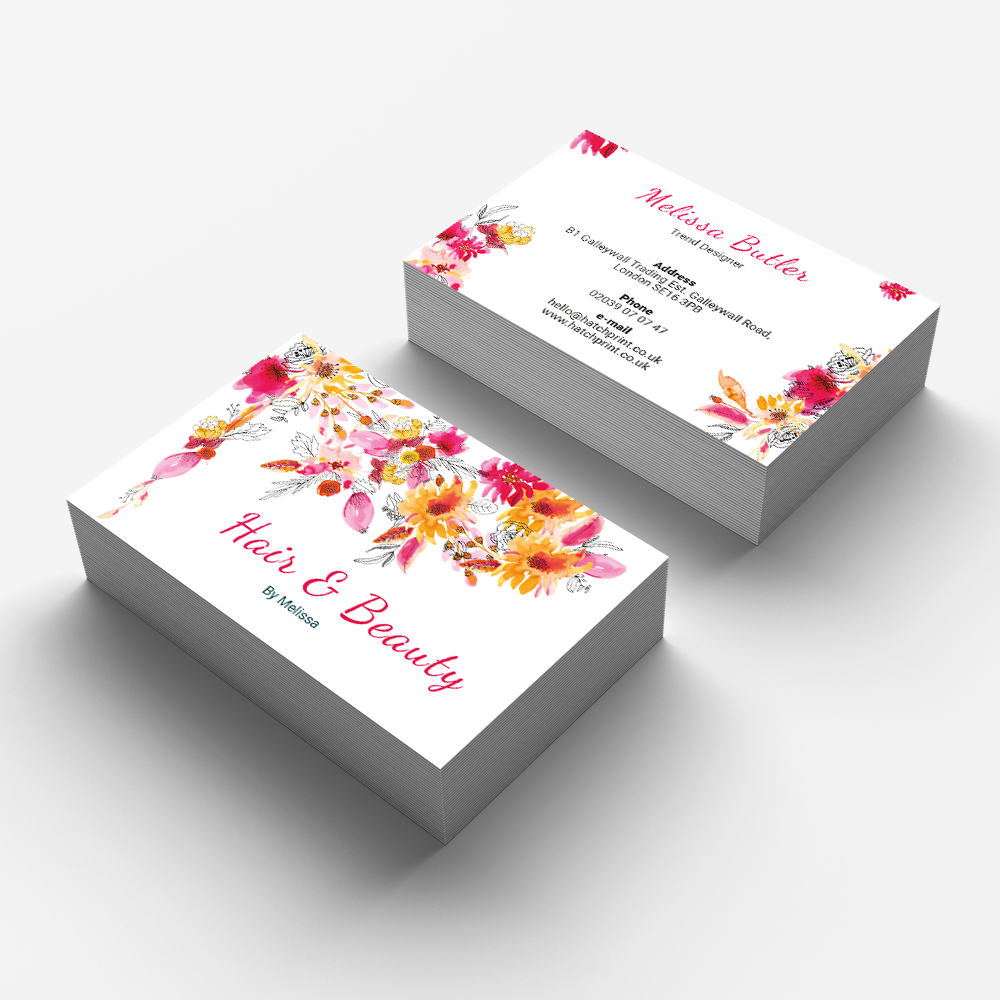 Melissa Butler
Trend Designer
Address
B1 Galleywall Trading Est, Galleywall Road,
London SE16 3PB
Phone
02039 07 07 47
e-mail
hello@hatchprint.co.uk
www.hatchprint.co.uk
Hair & Beauty
By Melissa